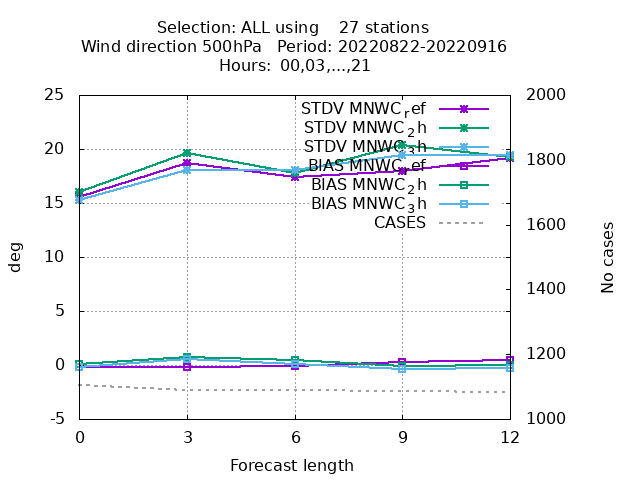 Selection: ALL using    27 stations
Wind direction 500hPa   Period: 20220822-20220916
Hours: 00,03,...,21
25
20
15
10
5
0
-5
deg
2000
1800
1600
1400
1200
1000
No cases
STDV MNWC_ref
STDV MNWC_2h
STDV MNWC_3h
BIAS MNWC_ref
BIAS MNWC_2h
BIAS MNWC_3h
CASES
0 3 6 9 12
Forecast length